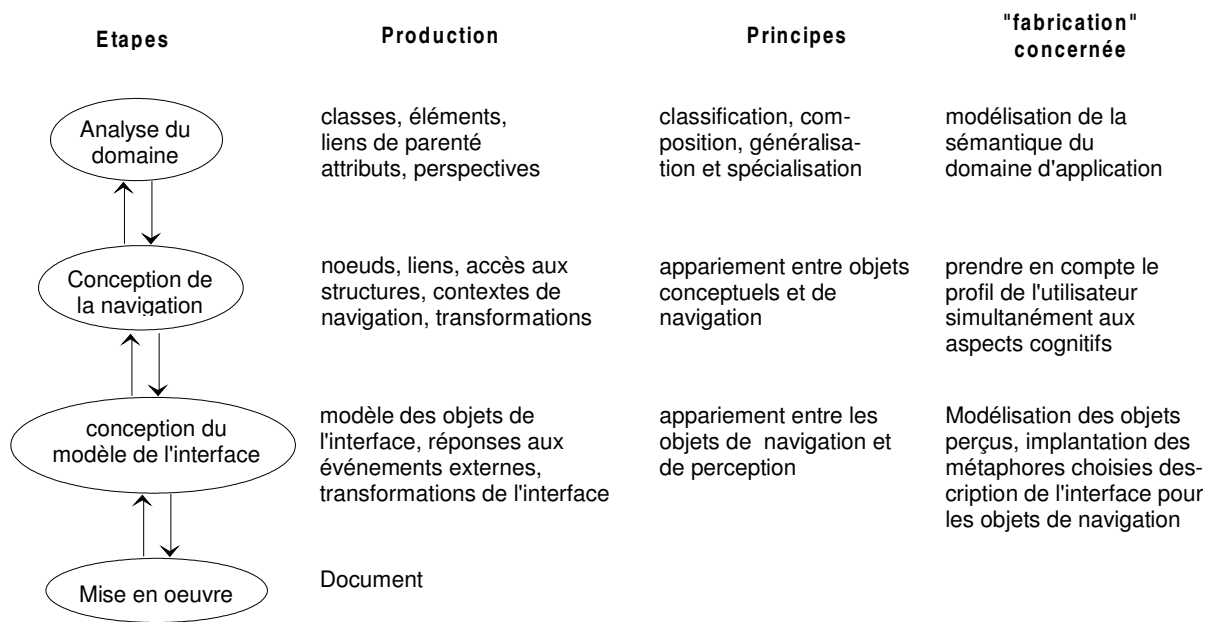 Etapes
Production
Principes
"fabrication"
concernée
Analyse du
domaine
classes, éléments,
liens de parenté
attributs, perspectives
classification, com-
position, généralisa-
tion et spécialisation
modélisation de la
sémantique du
domaine d'application
Conception de
la navigation
noeuds, liens, accès aux
structures, contextes de
navigation, transformations
appariement entre objets
conceptuels et de
navigation
prendre en compte le
profil de l'utilisateur
simultanément aux
aspects cognitifs
conception du
modèle de l'interface
modèle des objets de
l'interface, réponses aux
événements externes,
transformations de l'interface
appariement entre les
objets de navigation et
de perception
Modélisation des objets
perçus, implantation des
métaphores choisies des-
cription de l'interface pour
les objets de navigation
Mise en oeuvre
Document